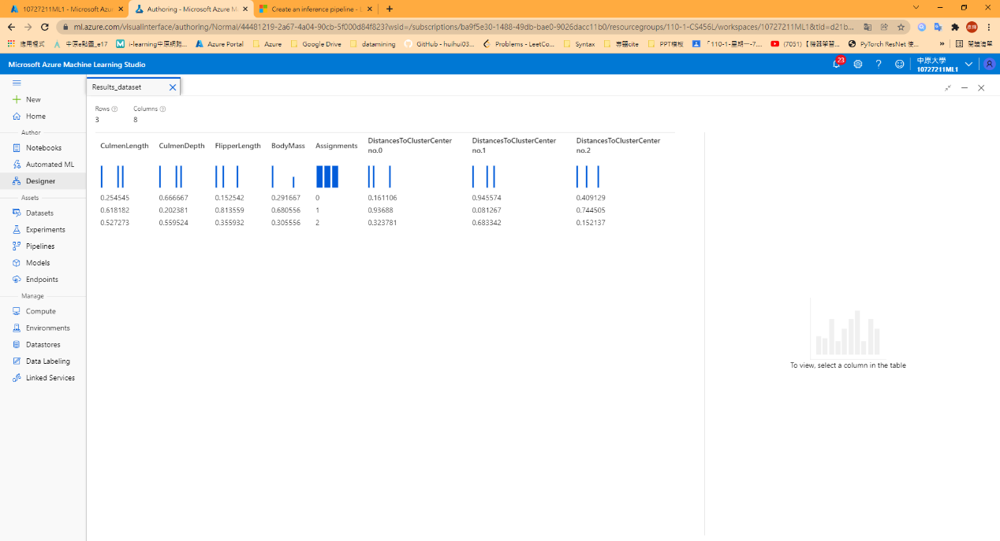 10727211ML1 - Microsoft Azur
Authoring - Microsoft Azure M
Create an inference pipeline -
ml.azure.com/visualinterface/authoring/Normal/44481219-2a67-4a04-90cb-5f000d84f823?wsid=/subscriptions/ba9f5e30-1488-49db-bae0-9026dacc11b0/resourcegroups/110-1-CS456L/workspaces/10727211ML1&tid=d21b...
應用程式
中原e點靈_e17
i-learning中原網路...
Azure Portal
Azure
Google Drive
datamining
GitHub - huihui03...
Problems - LeetCo...
Syntax
專題cite
PPT模板
「110-1-星期一-7....
(7051)【機器學習...
PyTorch ResNet 使...
»
閱讀清單
Microsoft Azure Machine Learning Studio
23
中原大學
10727211ML1
New
Home
Author
Notebooks
Automated ML
Designer
Assets
Datasets
Experiments
Pipelines
Models
Endpoints
Manage
Compute
Environments
Datastores
Data Labeling
Linked Services
Results_dataset
Rows Columns
3 8
CulmenLength CulmenDepth FlipperLength BodyMass Assignments DistancesToClusterCenter no.0 DistancesToClusterCenter no.1 DistancesToClusterCenter no.2
0.254545 0.666667 0.152542 0.291667 0 0.161106 0.945574 0.409129
0.618182 0.202381 0.813559 0.680556 1 0.93688 0.081267 0.744505
0.527273 0.559524 0.355932 0.305556 2 0.323781 0.683342 0.152137
To view, select a column in the table